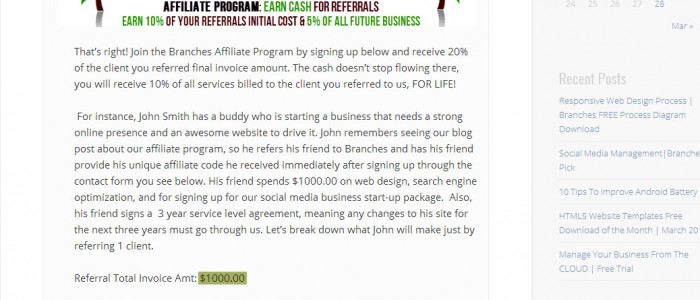 AFFILIATE PROGRAM: EARN CASH FOR REFERRALS
EARN 10% OF YOUR REFERRALS INITIAL COST & 5% OF ALL FUTURE BUSINESS
That's right! Join the Branches Affiliate Program by signing up below and receive 20%
of the client you referred final invoice amount. The cash doesn't stop flowing there,
you will receive 10% of all services billed to the client you referred to us, FOR LIFE!
For instance, John Smith has a buddy who is starting a business that needs a strong
online presence and an awesome website to drive it. John remembers seeing our blog
post about our affiliate program, so he refers his friend to Branches and has his friend
provide his unique affiliate code he received immediately after signing up through the
contact form you see below. His friend spends $1000.00 on web design, search engine
optimization, and for signing up for our social media business start-up package. Also,
his friend signs a 3 year service level agreement, meaning any changes to his site for
the next three years must go through us. Let's break down what John will make just by
referring 1 client.
Referral Total Invoice Amt: $1000.00
24 25 26 27 28
Mar »
Recent Posts
Responsive Web Design Process |
Branches FREE Process Diagram
Download
Social Media Management|Branche
Pick
10 Tips To Improve Android Battery
HTML5 Website Templates Free
Download of the Month | March 201
Manage Your Business From The
CLOUD | Free Trial